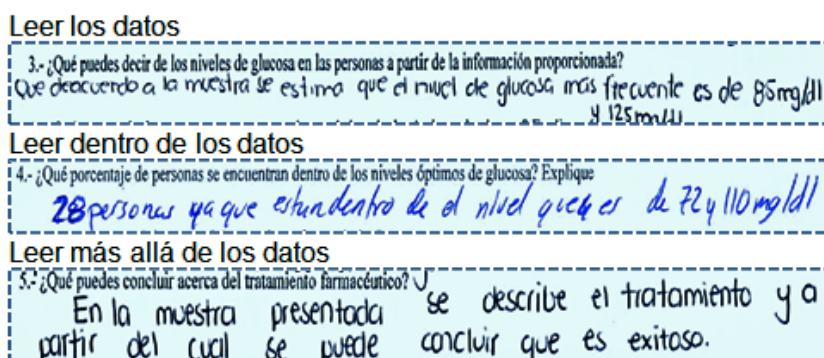 Leer los datos
3.- ¿Qué puedes decir de los niveles de glucosa en las personas a partir de la información proporcionada?
Que deacuerdo a la muestra se estima que el nivel de glucosa mas frecuente es de 85mg/dl
y 125mg/dl
Leer dentro de los datos
4.- ¿Qué porcentaje de personas se encuentran dentro de los niveles óptimos de glucosa? Explique
28 personas ya que estan dentro de el nivel que es de 72 y 110 mg/dl
Leer más allá de los datos
5.- ¿Qué puedes concluir acerca del tratamiento farmacéutico?
En la muestra presentada se describe el tratamiento y a
partir del cual se puede concluir que es exitoso.